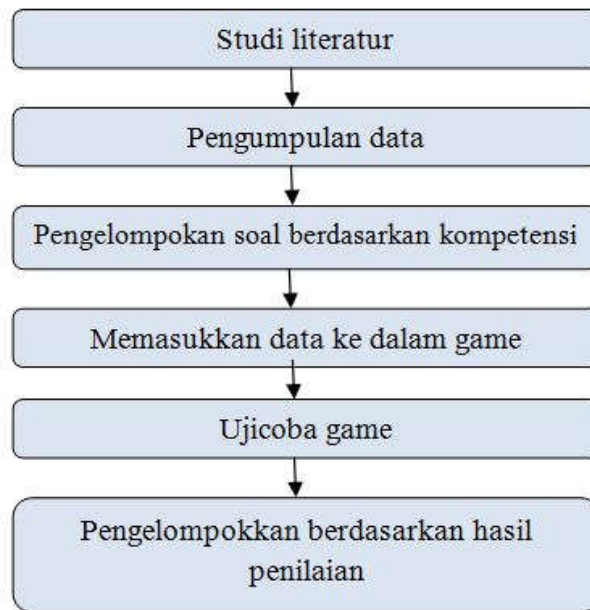 Studi literatur
Pengumpulan data
Pengelompokan soal berdasarkan kompetensi
Memasukkan data ke dalam game
Ujicoba game
Pengelompokkan berdasarkan hasil
penilaian